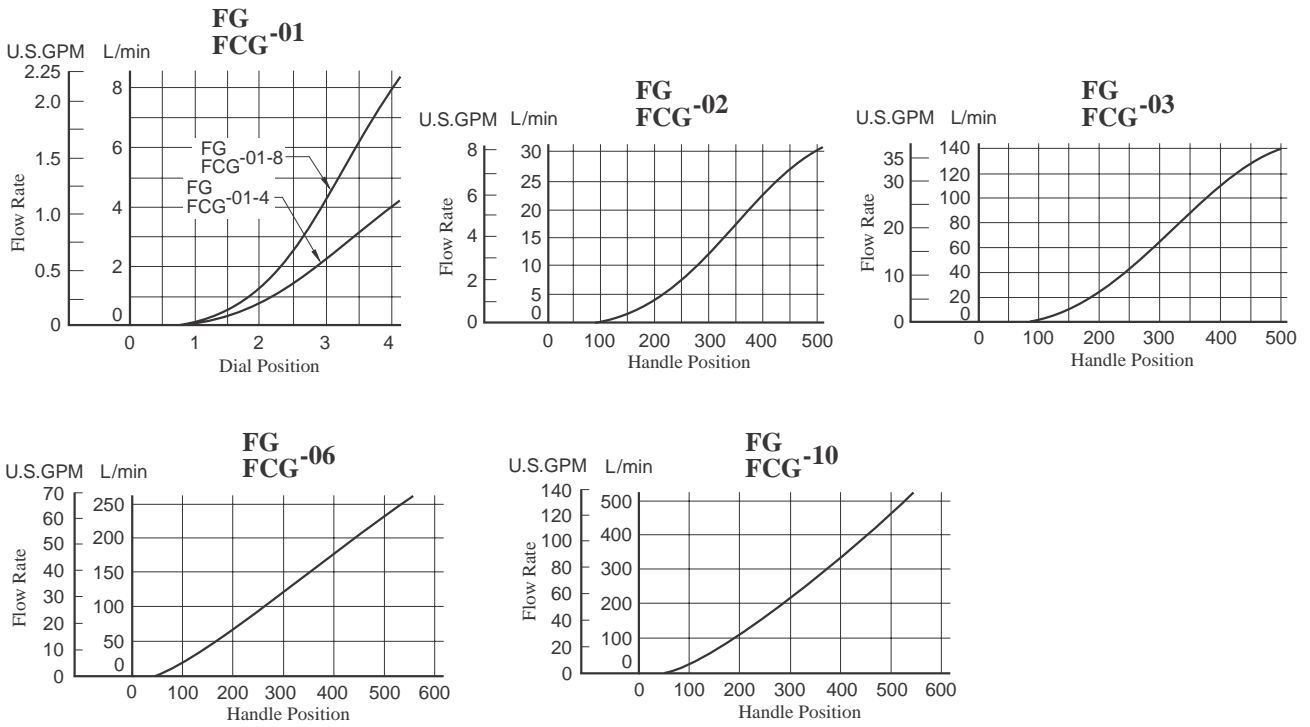 FG
FCG-01
U.S.GPM L/min
2.25
2.0
1.5
1.0
0.5
0
8
6
4
2
0
Flow Rate
FG
FCG-01-8
FG
FCG-01-4
0 1 2 3 4
Dial Position
FG
FCG-02
U.S.GPM L/min
8
6
4
2
0
30
25
20
15
10
5
0
Flow Rate
0 100 200 300 400 500
Handle Position
FG
FCG-03
U.S.GPM L/min
35
30
20
10
0
140
120
100
80
60
40
20
0
Flow Rate
0 100 200 300 400 500
Handle Position
FG
FCG-06
U.S.GPM L/min
70
60
50
40
30
20
10
0
250
200
150
100
50
0
Flow Rate
0 100 200 300 400 500 600
Handle Position
FG
FCG-10
U.S.GPM L/min
140
120
100
80
60
40
20
0
500
400
300
200
100
0
Flow Rate
0 100 200 300 400 500 600
Handle Position